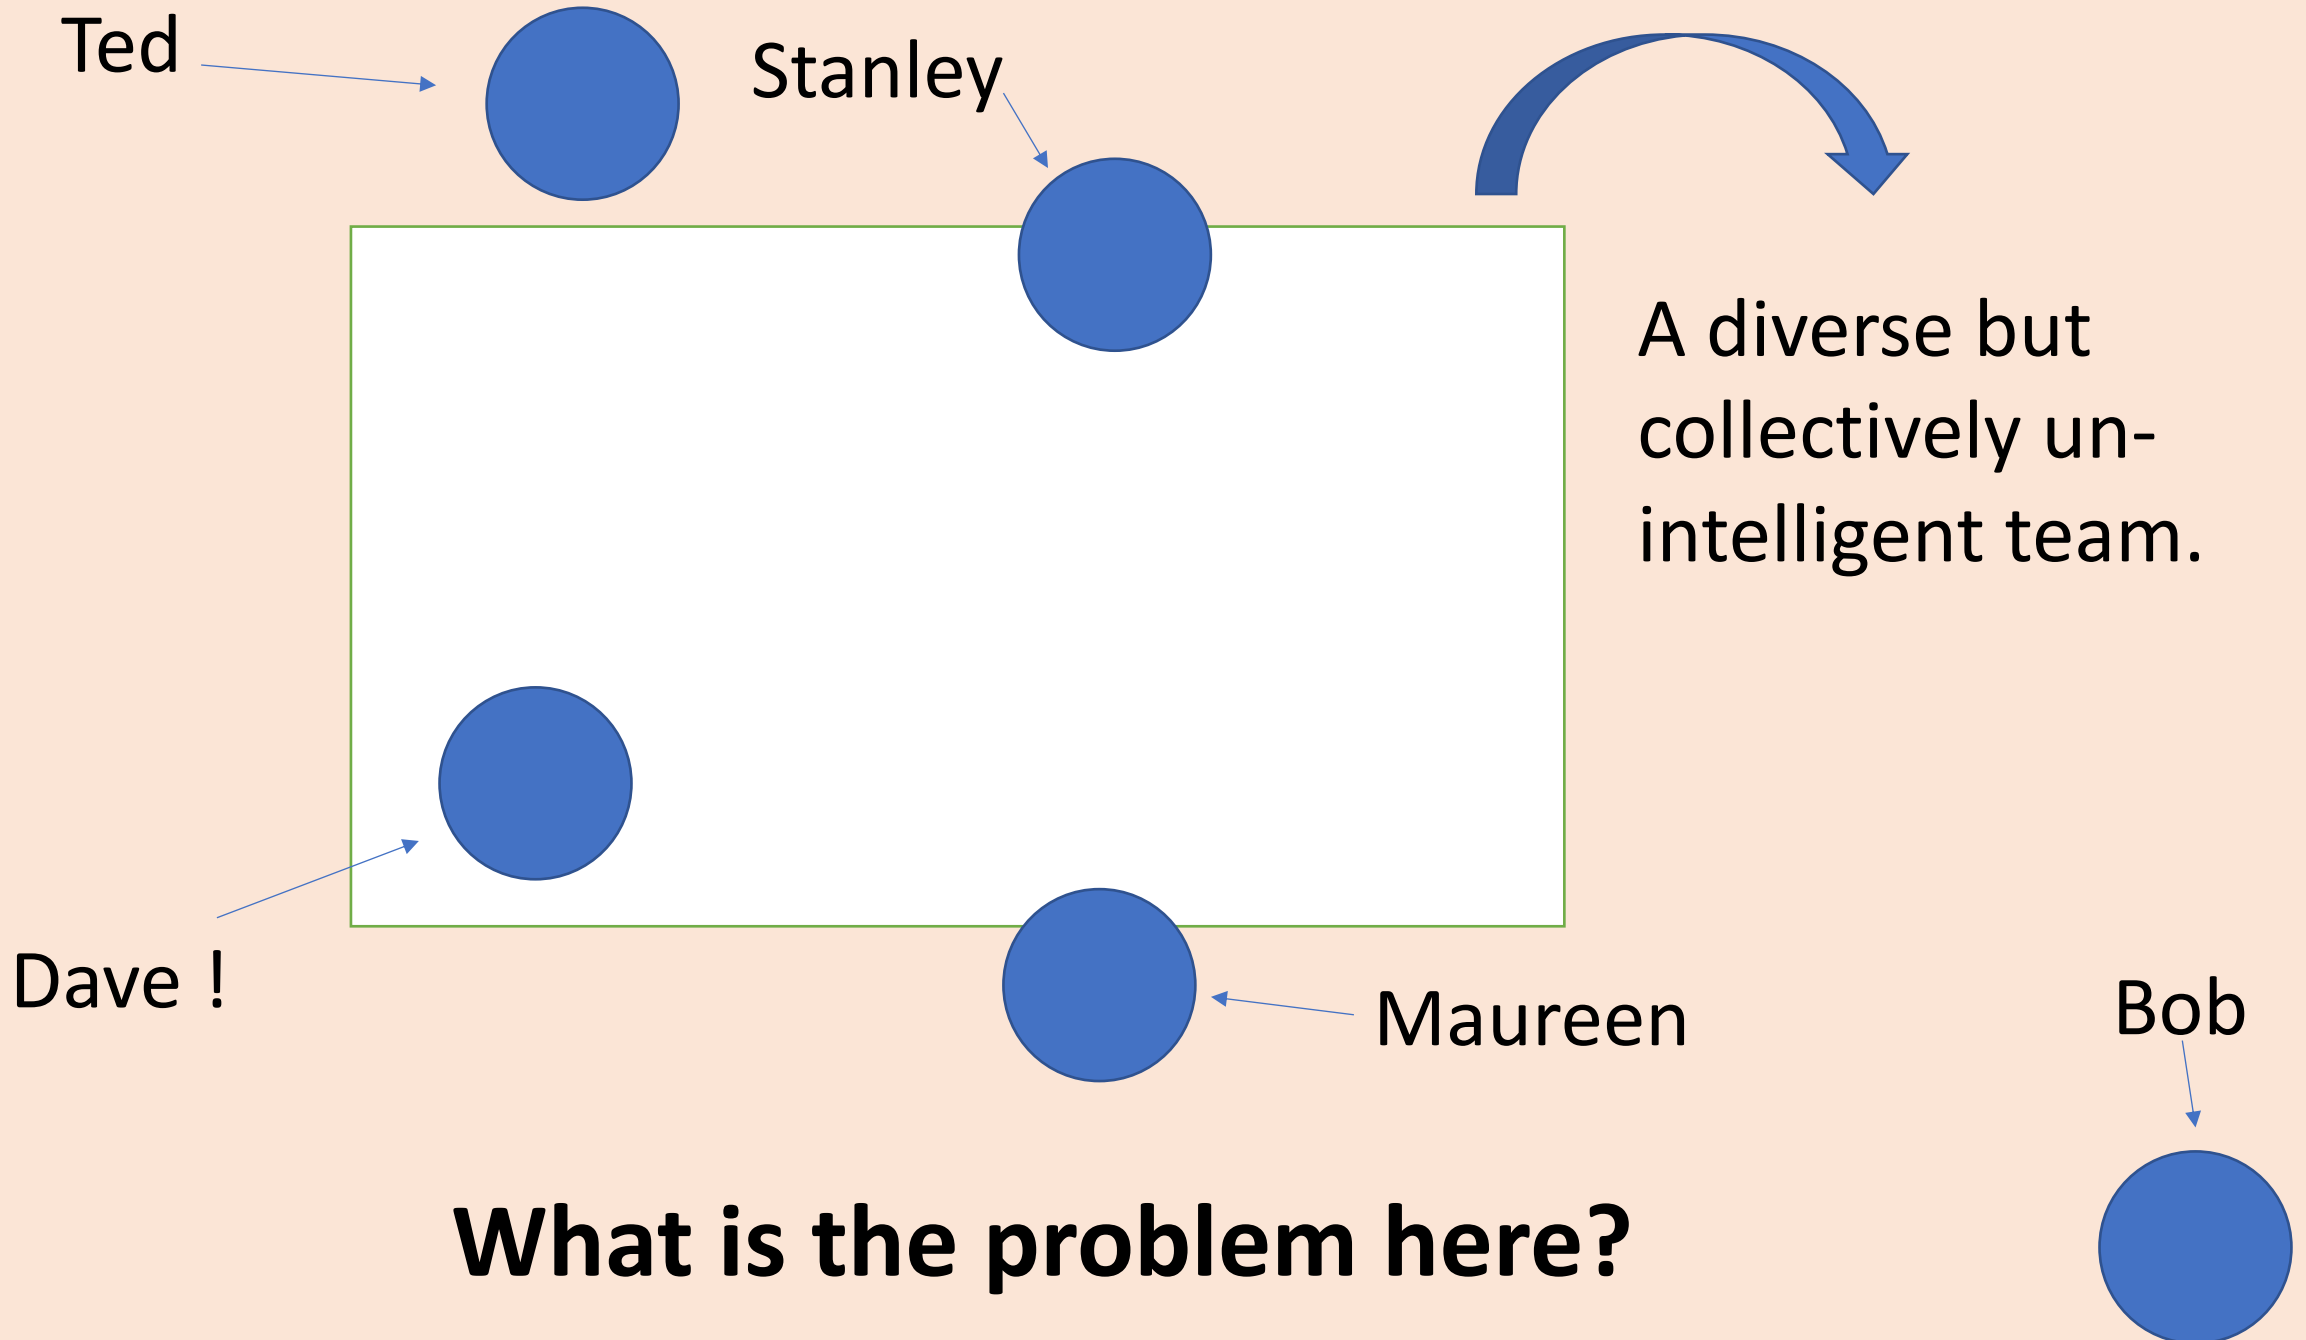 Ted
Stanley
A diverse but
collectively un-
intelligent team.
Dave !
Maureen
Bob
What is the problem here?